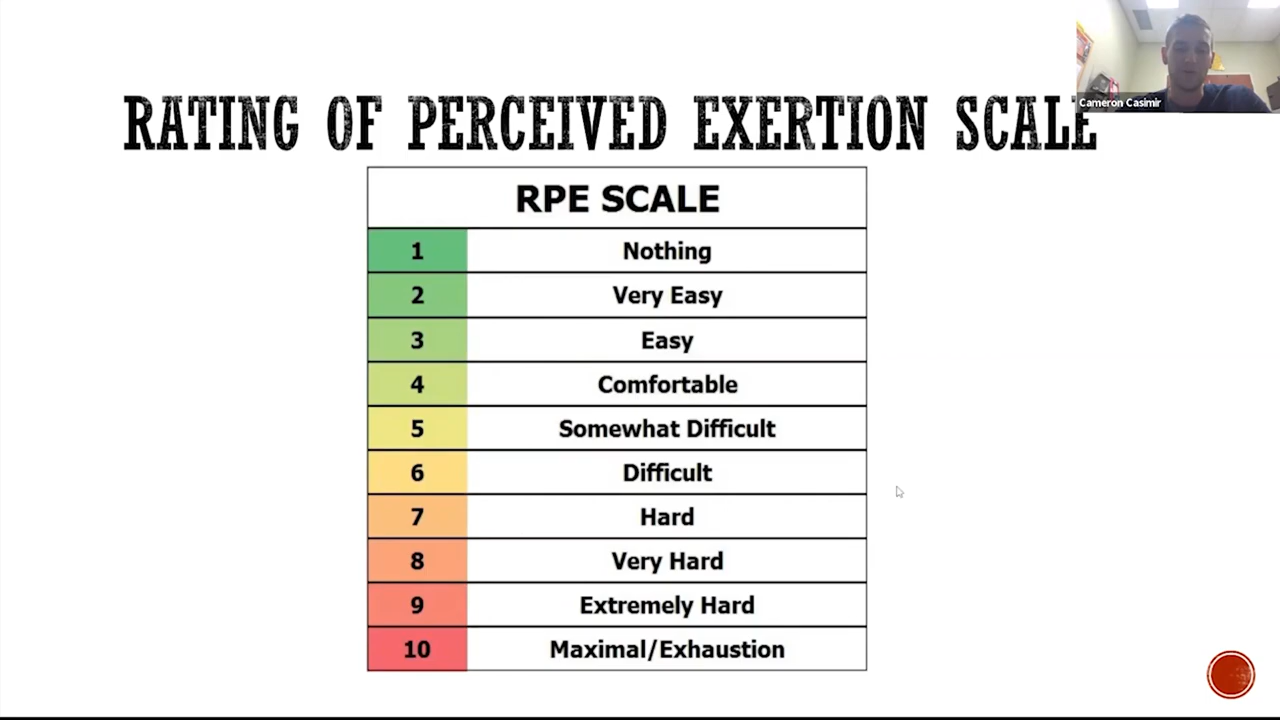 Cameron Casimir
RATING OF PERCEIVED EXERTION SCALE
RPE SCALE
1 Nothing
2 Very Easy
3 Easy
4 Comfortable
5 Somewhat Difficult
6 Difficult
7 Hard
8 Very Hard
9 Extremely Hard
10 Maximal/Exhaustion